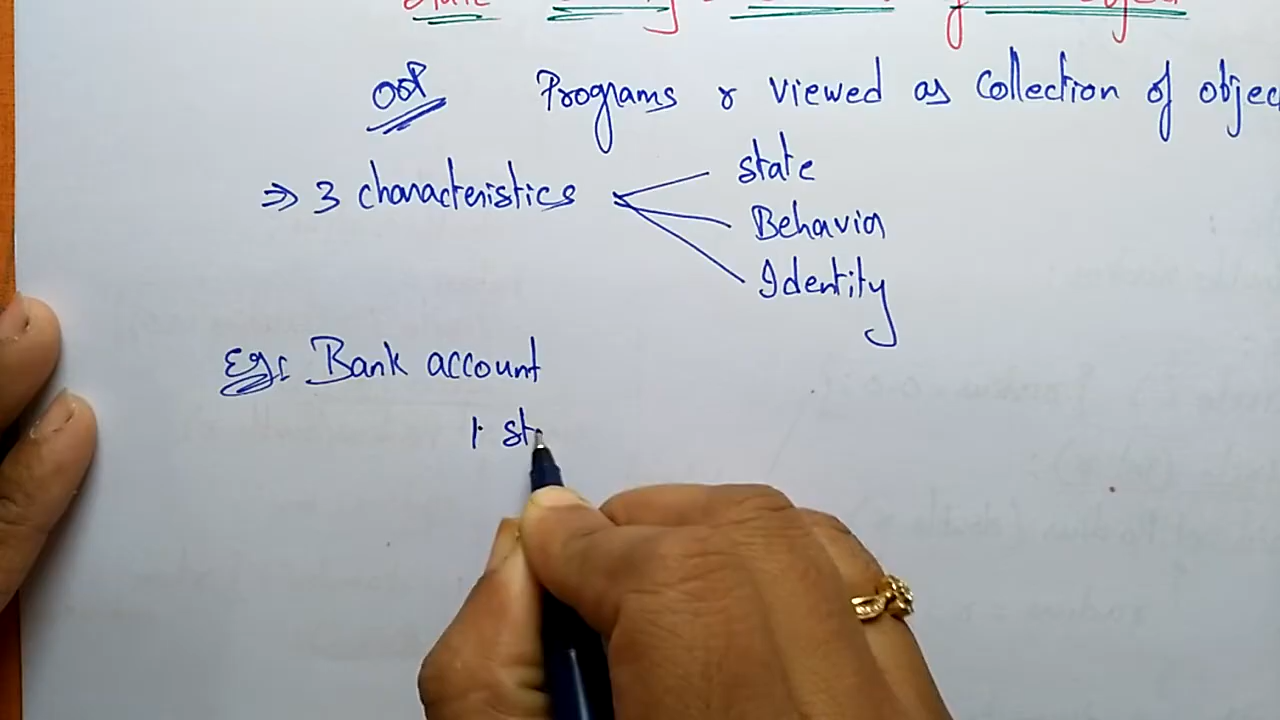 OOP Programs r viewed as collection of objec
=> 3 characteristics
state
Behavior
Identity
Eg: Bank account
1. st